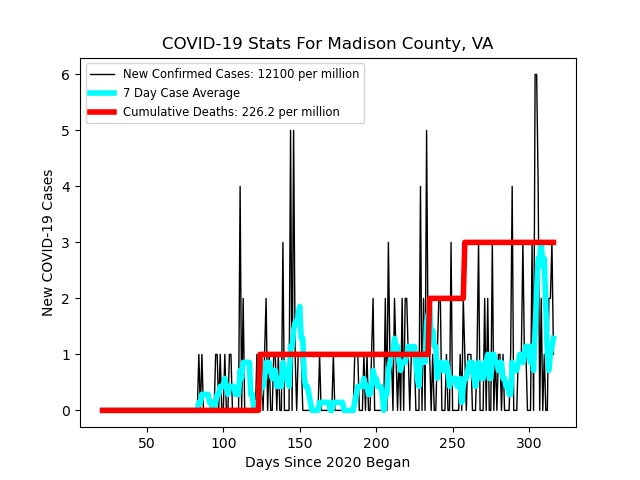 COVID-19 Stats For Madison County, VA
New Confirmed Cases: 12100 per million
7 Day Case Average
Cumulative Deaths: 226.2 per million
New COVID-19 Cases
6
5
4
3
2
1
0
50 100 150 200 250 300
Days Since 2020 Began